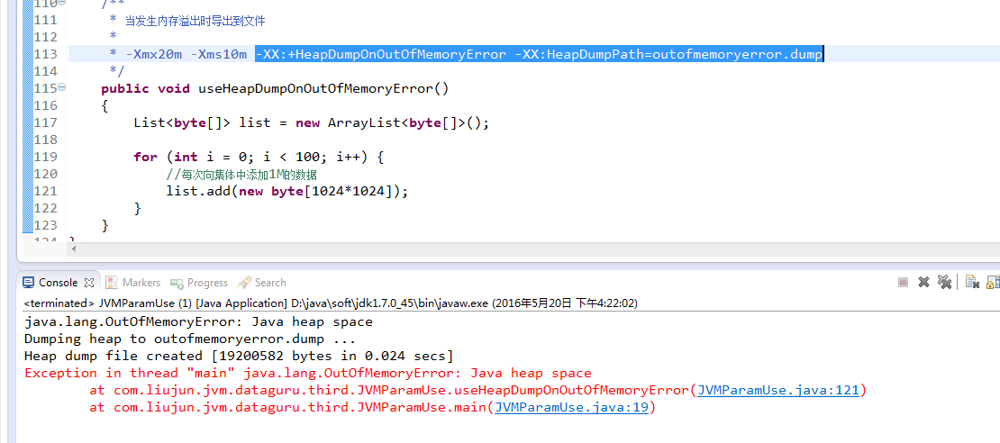 110 /**
111 * 当发生内存溢出时导出到文件
112 *
113 * -Xmx20m -Xms10m -XX:+HeapDumpOnOutOfMemoryError -XX:HeapDumpPath=outofmemoryerror.dump
114 */
115 public void useHeapDumpOnOutOfMemoryError()
116 {
117 List<byte[]> list = new ArrayList<byte[]>();
118
119 for (int i = 0; i < 100; i++) {
120 //每次向集体中添加1M的数据
121 list.add(new byte[1024*1024]);
122 }
123 }
124 }
Console Markers Progress Search
<terminated> JVMParamUse (1) [Java Application] D:\java\soft\jdk1.7.0_45\bin\javaw.exe (2016年5月20日 下午4:22:02)
java.lang.OutOfMemoryError: Java heap space
Dumping heap to outofmemoryerror.dump ...
Heap dump file created [19200582 bytes in 0.024 secs]
Exception in thread "main" java.lang.OutOfMemoryError: Java heap space
at com.liujun.jvm.dataguru.third.JVMParamUse.useHeapDumpOnOutOfMemoryError(JVMParamUse.java:121)
at com.liujun.jvm.dataguru.third.JVMParamUse.main(JVMParamUse.java:19)